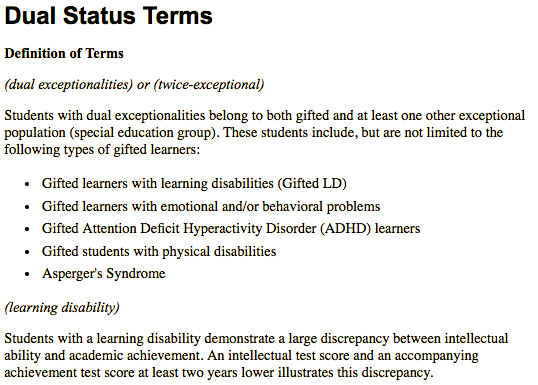 Dual Status Terms
Definition of Terms
(dual exceptionalities) or (twice-exceptional)
Students with dual exceptionalities belong to both gifted and at least one other exceptional
population (special education group). These students include, but are not limited to the
following types of gifted learners:
• Gifted learners with learning disabilities (Gifted LD)
• Gifted learners with emotional and/or behavioral problems
• Gifted Attention Deficit Hyperactivity Disorder (ADHD) learners
• Gifted students with physical disabilities
• Asperger's Syndrome
(learning disability)
Students with a learning disability demonstrate a large discrepancy between intellectual
ability and academic achievement. An intellectual test score and an accompanying
achievement test score at least two years lower illustrates this discrepancy.